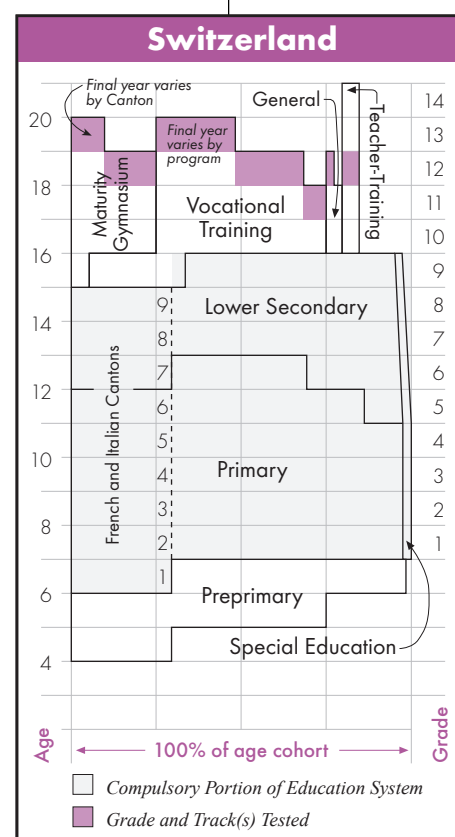 Switzerland
Final year varies
by Canton
General
Teacher-Training
Final year
varies by
program
Maturity
Gymnasium
Vocational
Training
Lower Secondary
French and Italian Cantons
Primary
Preprimary
Special Education
20
18
16
14
12
10
8
6
4
14
13
12
11
10
9
8
7
6
5
4
3
2
1
9
8
7
6
5
4
3
2
1
Age
100% of age cohort
Grade
Compulsory Portion of Education System
Grade and Track(s) Tested